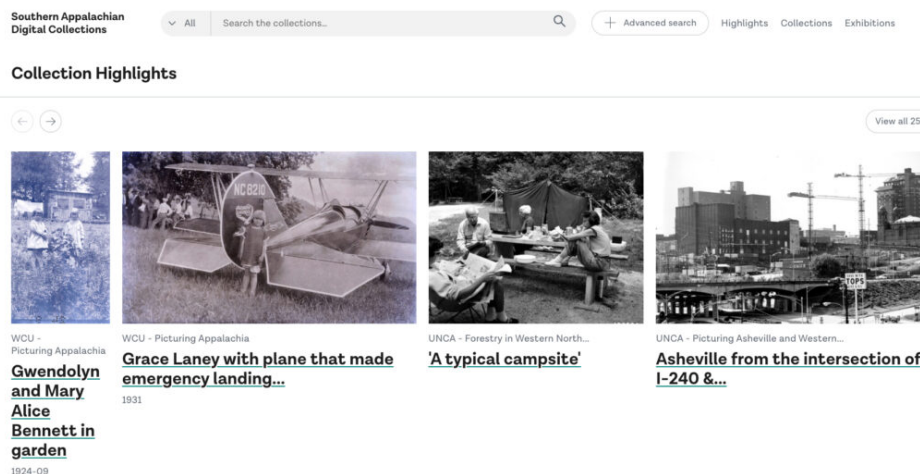 Southern Appalachian
Digital Collections
All
Search the collections...
Advanced search
Highlights
Collections
Exhibitions
Collection Highlights
View all 25
NC8210
TOPS
WCU -
Picturing Appalachia
Gwendolyn
and Mary
Alice
Bennett in
garden
1924-09
WCU - Picturing Appalachia
Grace Laney with plane that made
emergency landing...
1931
UNCA - Forestry in Western North...
'A typical campsite'
UNCA - Picturing Asheville and Western...
Asheville from the intersection of
I-240 &...